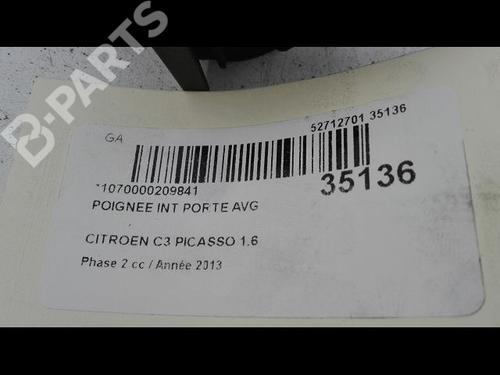 B-PARTS
GA
52712701 35136
*1070000209841
35136
POIGNEE INT PORTE AVG
CITROEN C3 PICASSO 1.6
Phase 2 cc / Année 2013